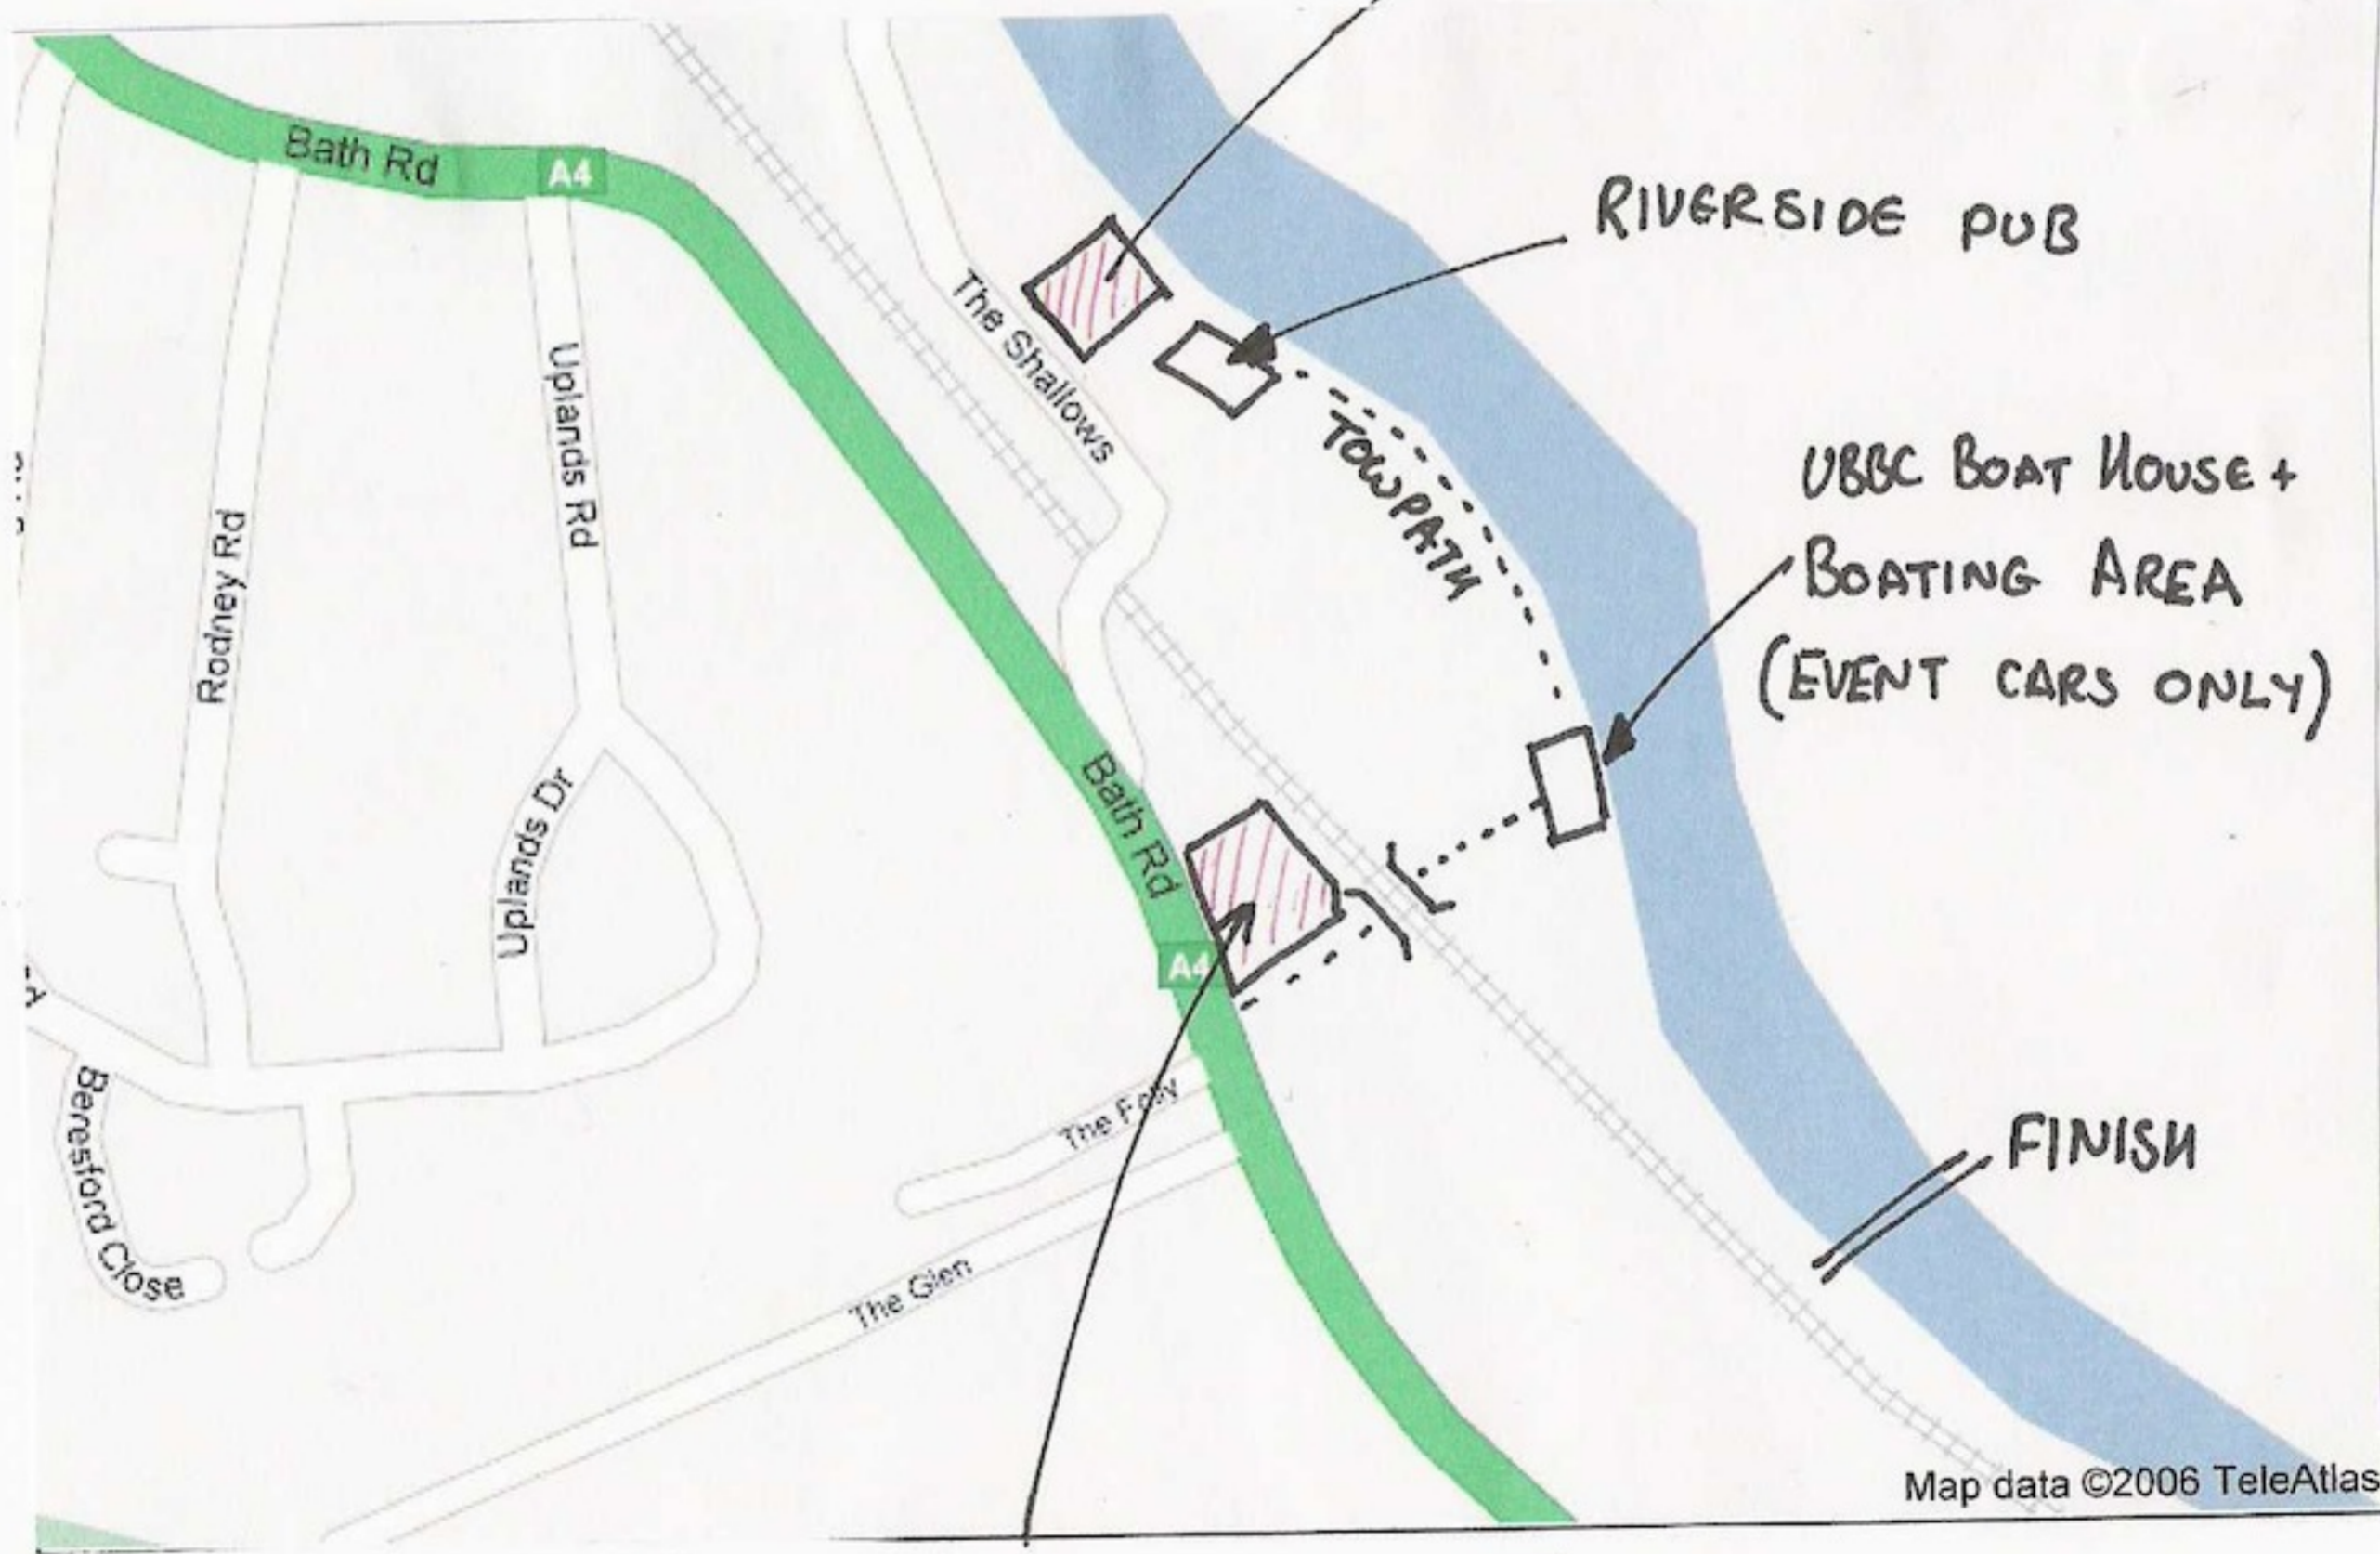 Bath Rd
A4
RIVERSIDE PUB
The Shallows
Uplands Rd
TOWPATH
UBBC BOAT HOUSE +
BOATING AREA
(EVENT CARS ONLY)
Rodney Rd
Uplands Dr
Bath Rd
A4
The Folly
Beresford Close
FINISH
The Glen
Map data ©2006 TeleAtlas